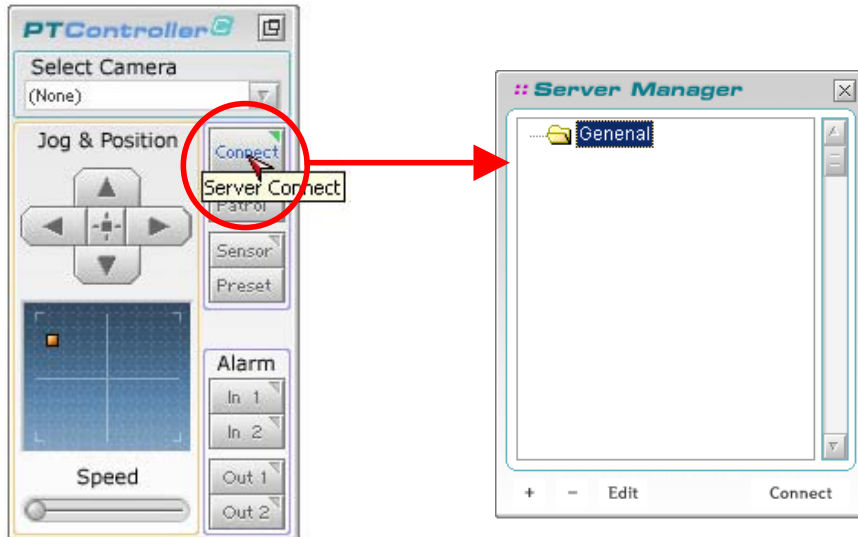 PTController
Select Camera
(None)
Jog & Position
Connect
Server Connect
Patrol
Sensor
Preset
Alarm
In 1
In 2
Speed
Out 1
Out 2
:: Server Manager
Genenal
+ - Edit Connect